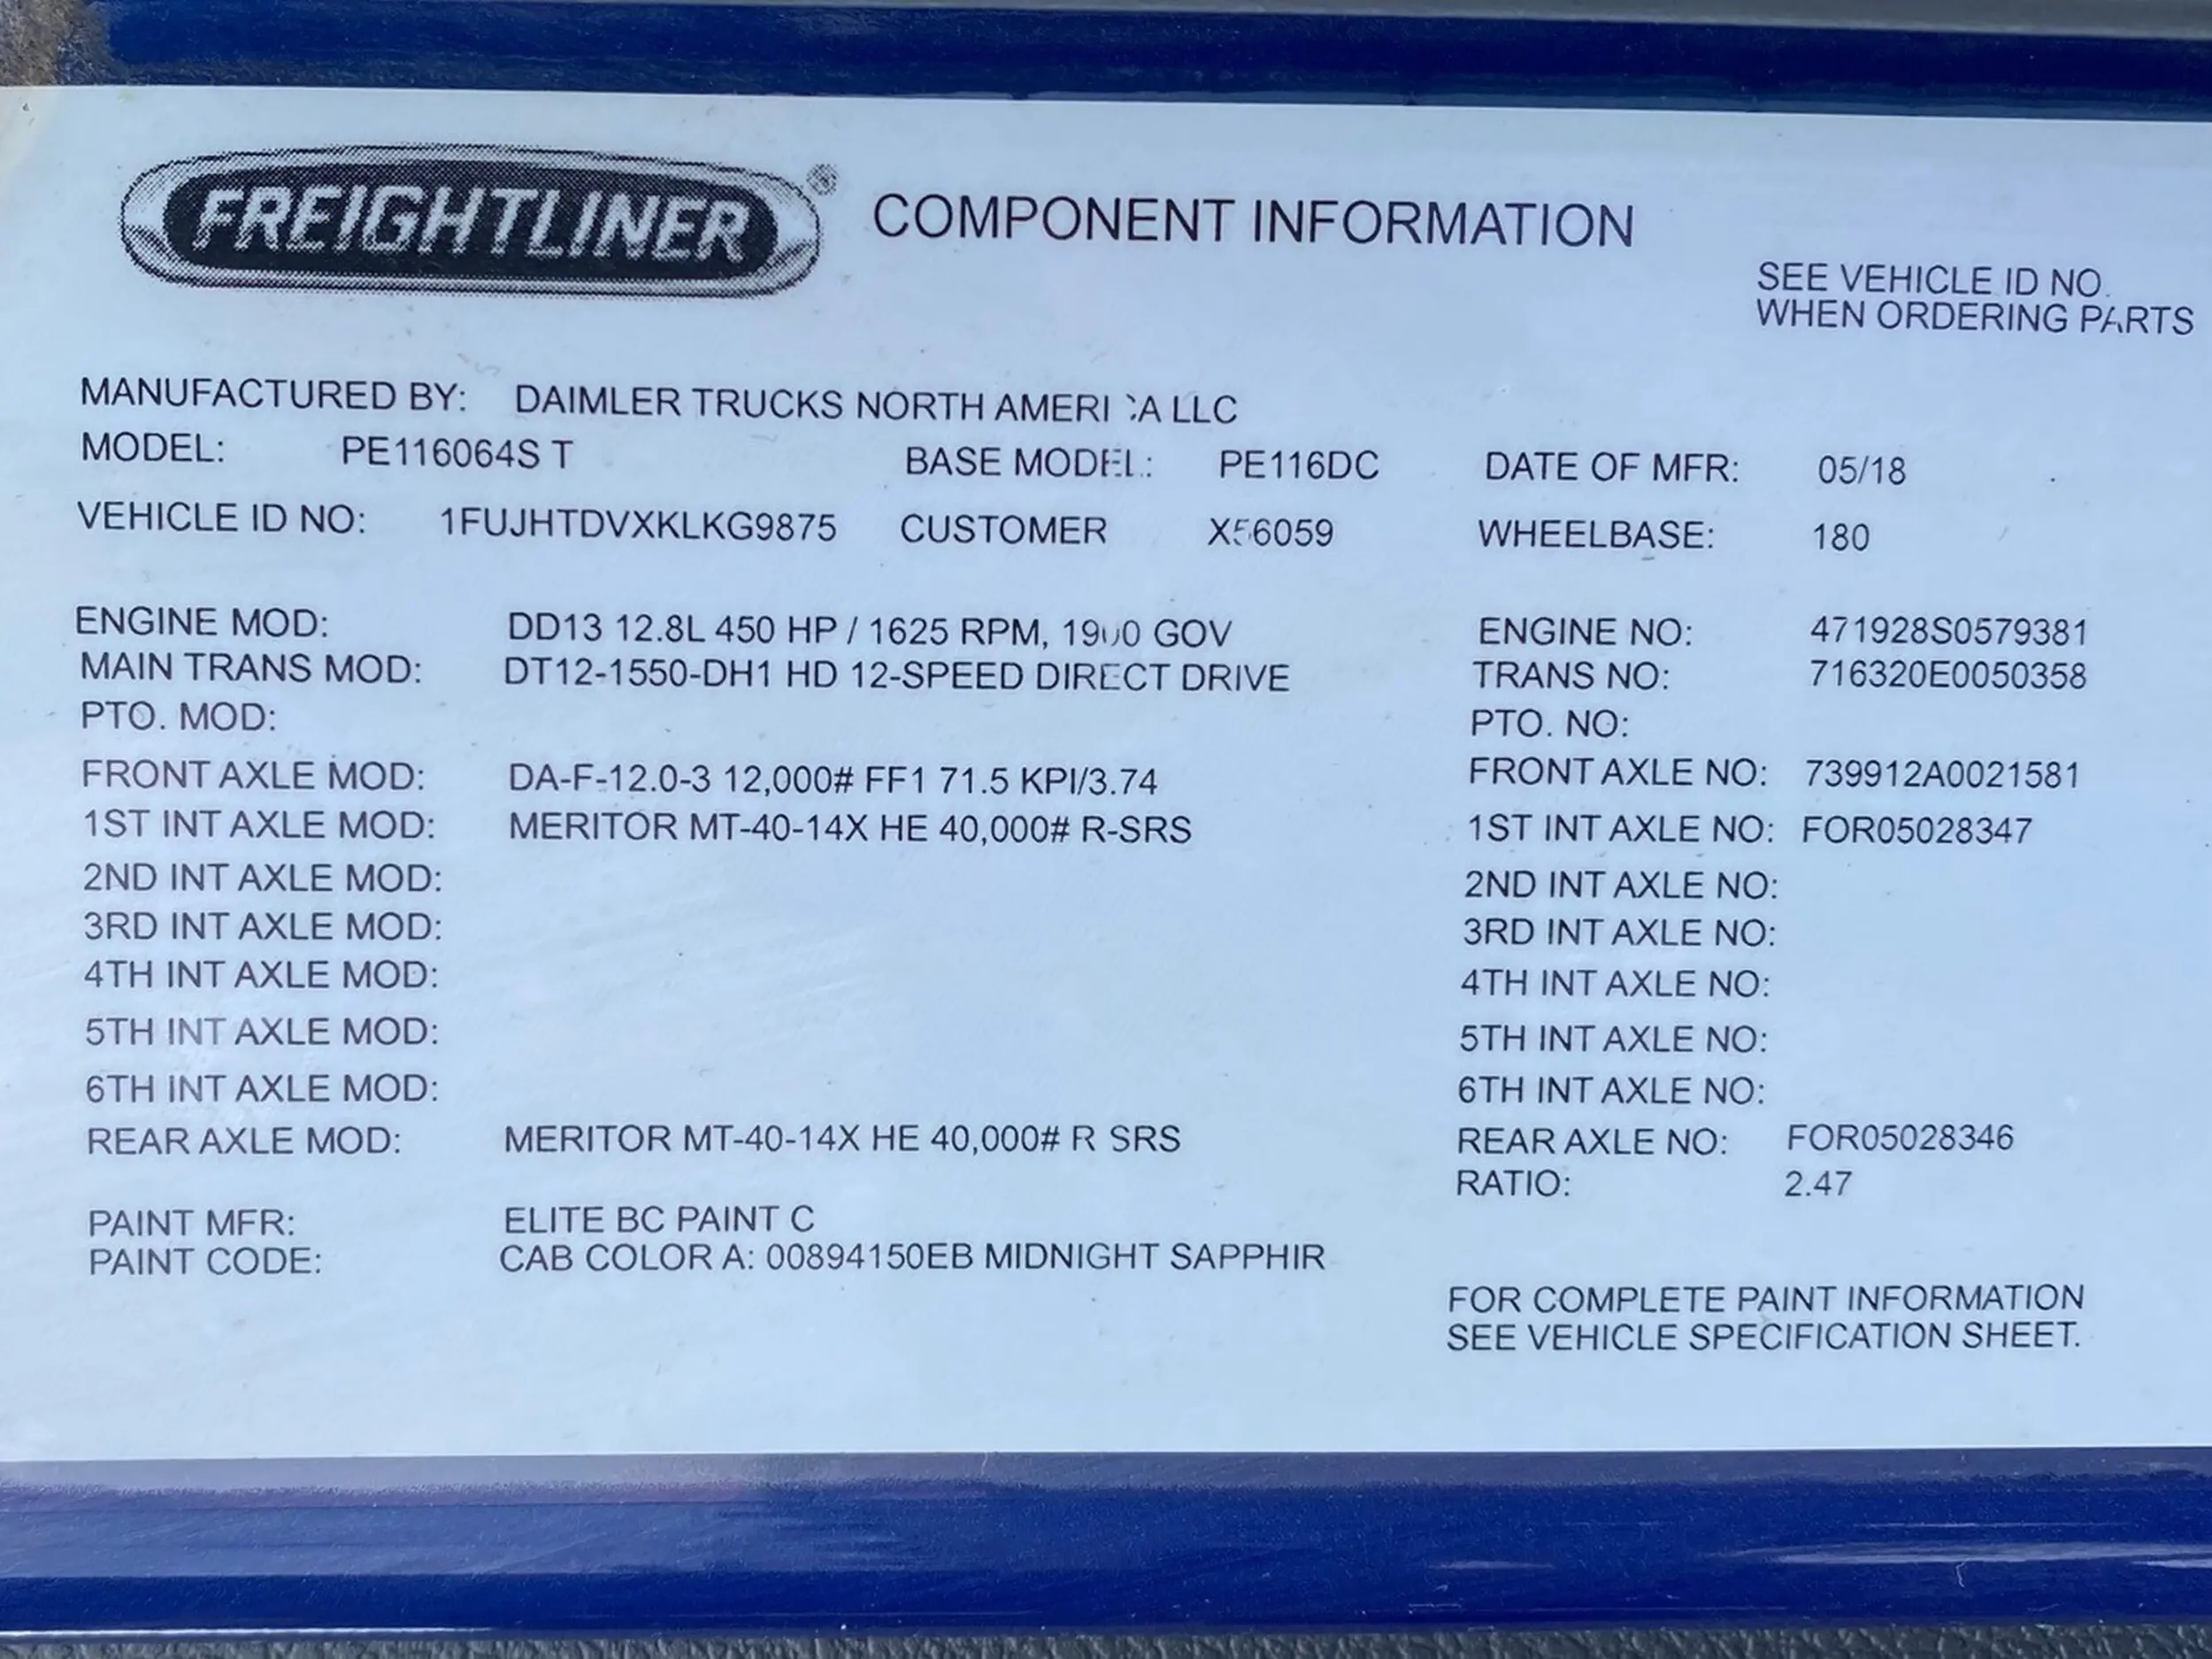 FREIGHTLINER® COMPONENT INFORMATION
SEE VEHICLE ID NO.
WHEN ORDERING PARTS
MANUFACTURED BY: DAIMLER TRUCKS NORTH AMERICA LLC
MODEL: PE116064S T BASE MODEL: PE116DC DATE OF MFR: 05/18
VEHICLE ID NO: 1FUJHTDVXKLKG9875 CUSTOMER X56059 WHEELBASE: 180
ENGINE MOD: DD13 12.8L 450 HP / 1625 RPM, 1900 GOV ENGINE NO: 471928S0579381
MAIN TRANS MOD: DT12-1550-DH1 HD 12-SPEED DIRECT DRIVE TRANS NO: 716320E0050358
PTO. MOD: PTO. NO:
FRONT AXLE MOD: DA-F-12.0-3 12,000# FF1 71.5 KPI/3.74 FRONT AXLE NO: 739912A0021581
1ST INT AXLE MOD: MERITOR MT-40-14X HE 40,000# R-SRS 1ST INT AXLE NO: FOR05028347
2ND INT AXLE MOD: 2ND INT AXLE NO:
3RD INT AXLE MOD: 3RD INT AXLE NO:
4TH INT AXLE MOD: 4TH INT AXLE NO:
5TH INT AXLE MOD: 5TH INT AXLE NO:
6TH INT AXLE MOD: 6TH INT AXLE NO:
REAR AXLE MOD: MERITOR MT-40-14X HE 40,000# R SRS REAR AXLE NO: FOR05028346
RATIO: 2.47
PAINT MFR: ELITE BC PAINT C
PAINT CODE: CAB COLOR A: 00894150EB MIDNIGHT SAPPHIR
FOR COMPLETE PAINT INFORMATION
SEE VEHICLE SPECIFICATION SHEET.